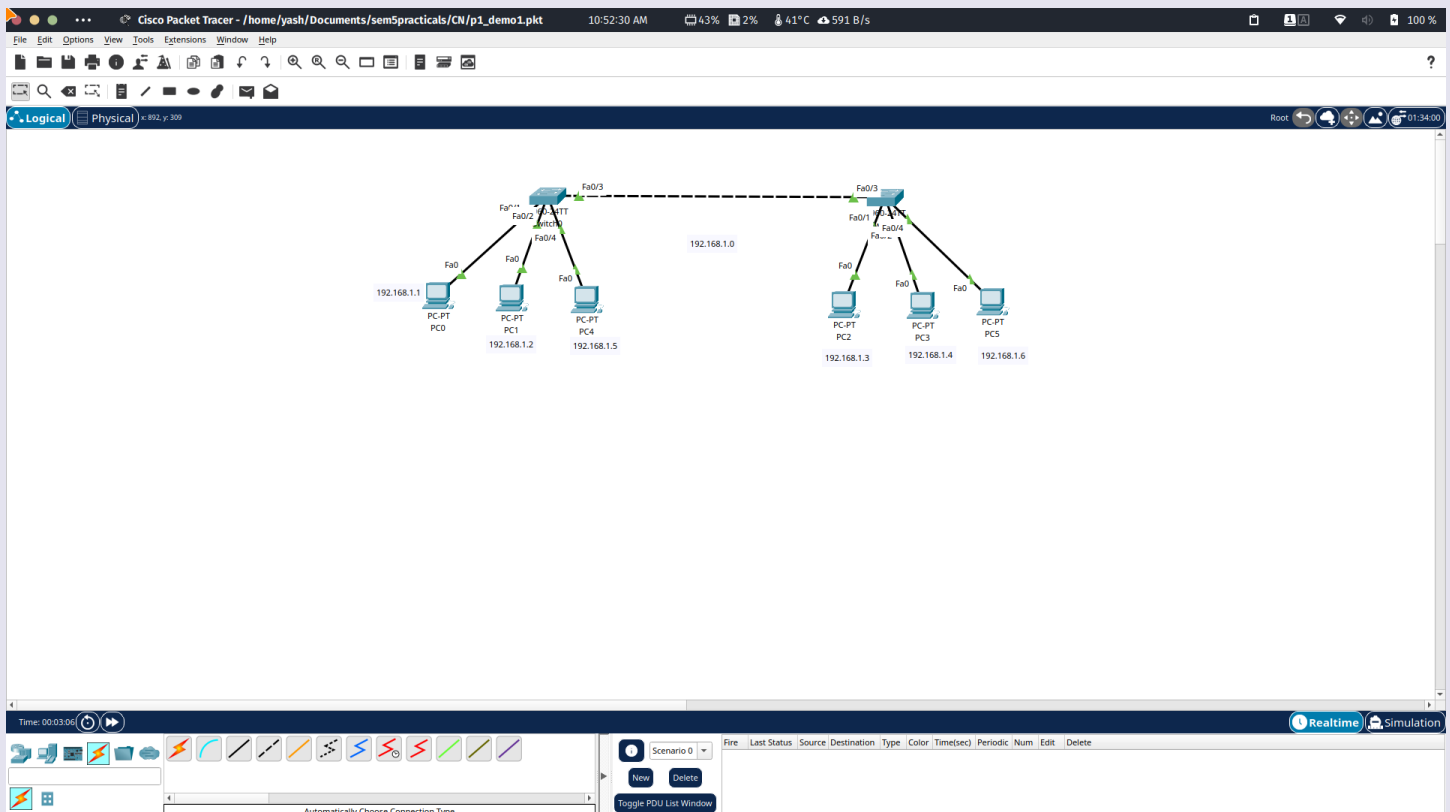 Cisco Packet Tracer - /home/yash/Documents/sem5practicals/CN/p1_demo1.pkt 10:52:30 AM 43% 2% 41°C 591 B/s 1 A 100 %
File Edit Options View Tools Extensions Window Help
?
Logical Physical x: 892, y: 309 Root 01:34:00
Fa0/3 Fa0/3
Fa0/2 Fa0/1
Fa0/4 Fa0/4
192.168.1.0
Fa0 Fa0 Fa0 Fa0 Fa0 Fa0
192.168.1.1
PC-PT
PC0
PC-PT
PC1
192.168.1.2
PC-PT
PC4
192.168.1.5
PC-PT
PC2
192.168.1.3
PC-PT
PC3
192.168.1.4
PC-PT
PC5
192.168.1.6
Time: 00:03:06 Realtime Simulation
Scenario 0
Fire Last Status Source Destination Type Color Time(sec) Periodic Num Edit Delete
New Delete
Toggle PDU List Window
Automatically Choose Connection Type